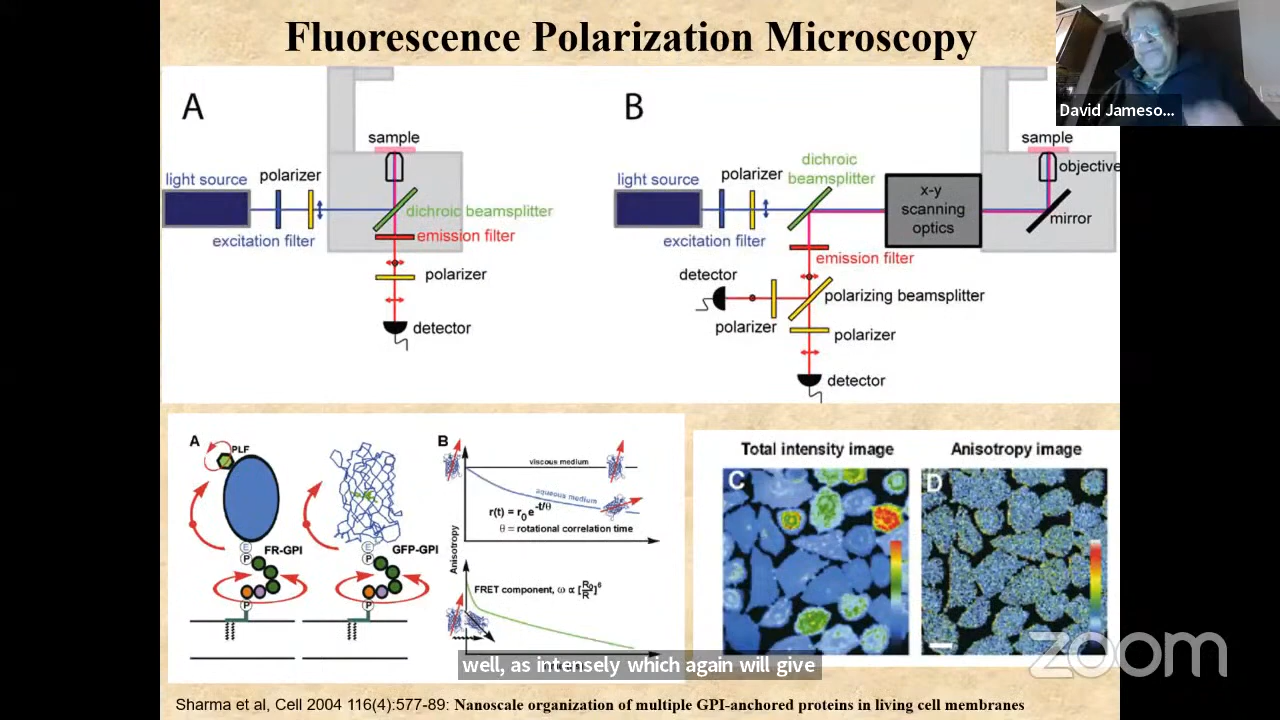 Fluorescence Polarization Microscopy
David Jameso...
A
sample
polarizer
light source
dichroic beamsplitter
excitation filter
emission filter
polarizer
detector
B
sample
dichroic
beamsplitter
objective
polarizer
light source
x-y
scanning
optics
mirror
excitation filter
emission filter
detector
polarizing beamsplitter
polarizer
polarizer
detector
A
PLF
E
P
FR-GPI
P
E
P
GFP-GPI
P
B
viscous medium
aqueous medium
r(t) = r0e-t/θ
θ = rotational correlation time
Anisotropy
FRET component, ω ∝ [R0/R]6
Total intensity image
Anisotropy image
C
D
zoom
well, as intensely which again will give
Sharma et al, Cell 2004 116(4):577-89: Nanoscale organization of multiple GPI-anchored proteins in living cell membranes